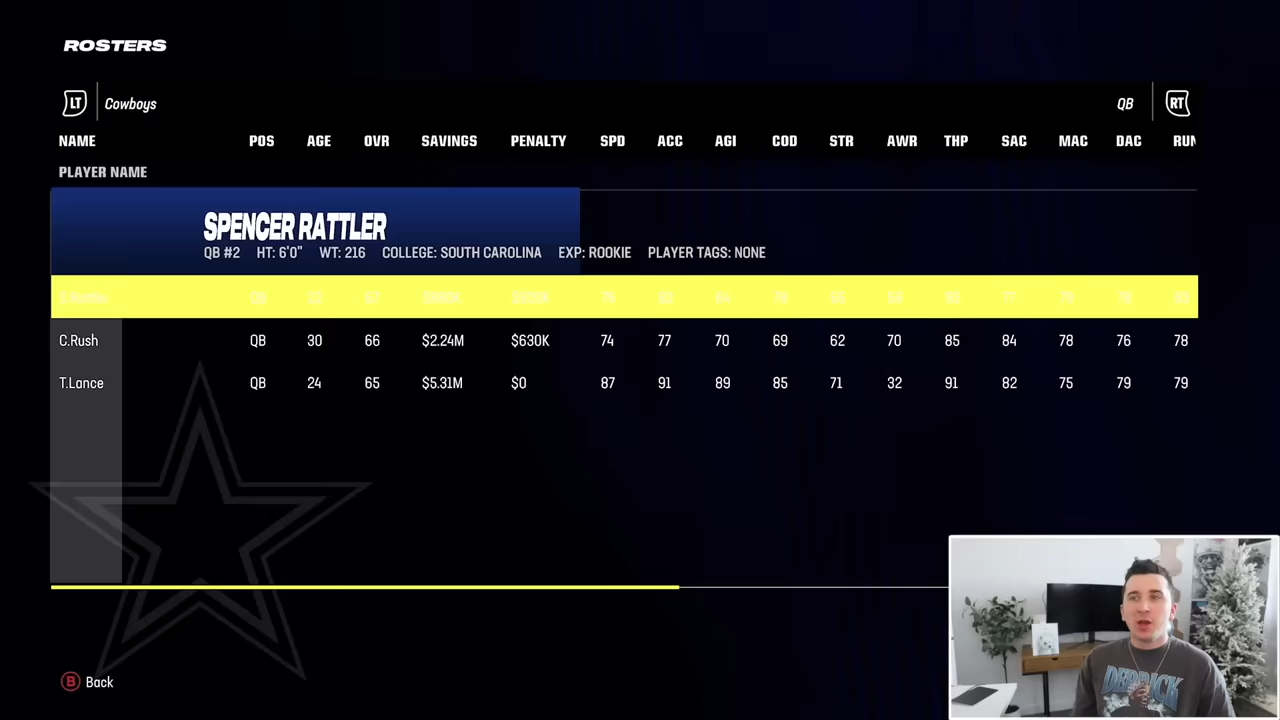 ROSTERS
LT Cowboys QB RT
NAME POS AGE OVR SAVINGS PENALTY SPD ACC AGI COD STR AWR THP SAC MAC DAC RUN
PLAYER NAME
SPENCER RATTLER
QB #2 HT: 6'0" WT: 216 COLLEGE: SOUTH CAROLINA EXP: ROOKIE PLAYER TAGS: NONE
C.Rush QB 30 66 $2.24M $630K 74 77 70 69 62 70 85 84 78 76 78
T.Lance QB 24 65 $5.31M $0 87 91 89 85 71 32 91 82 75 79 79
B Back